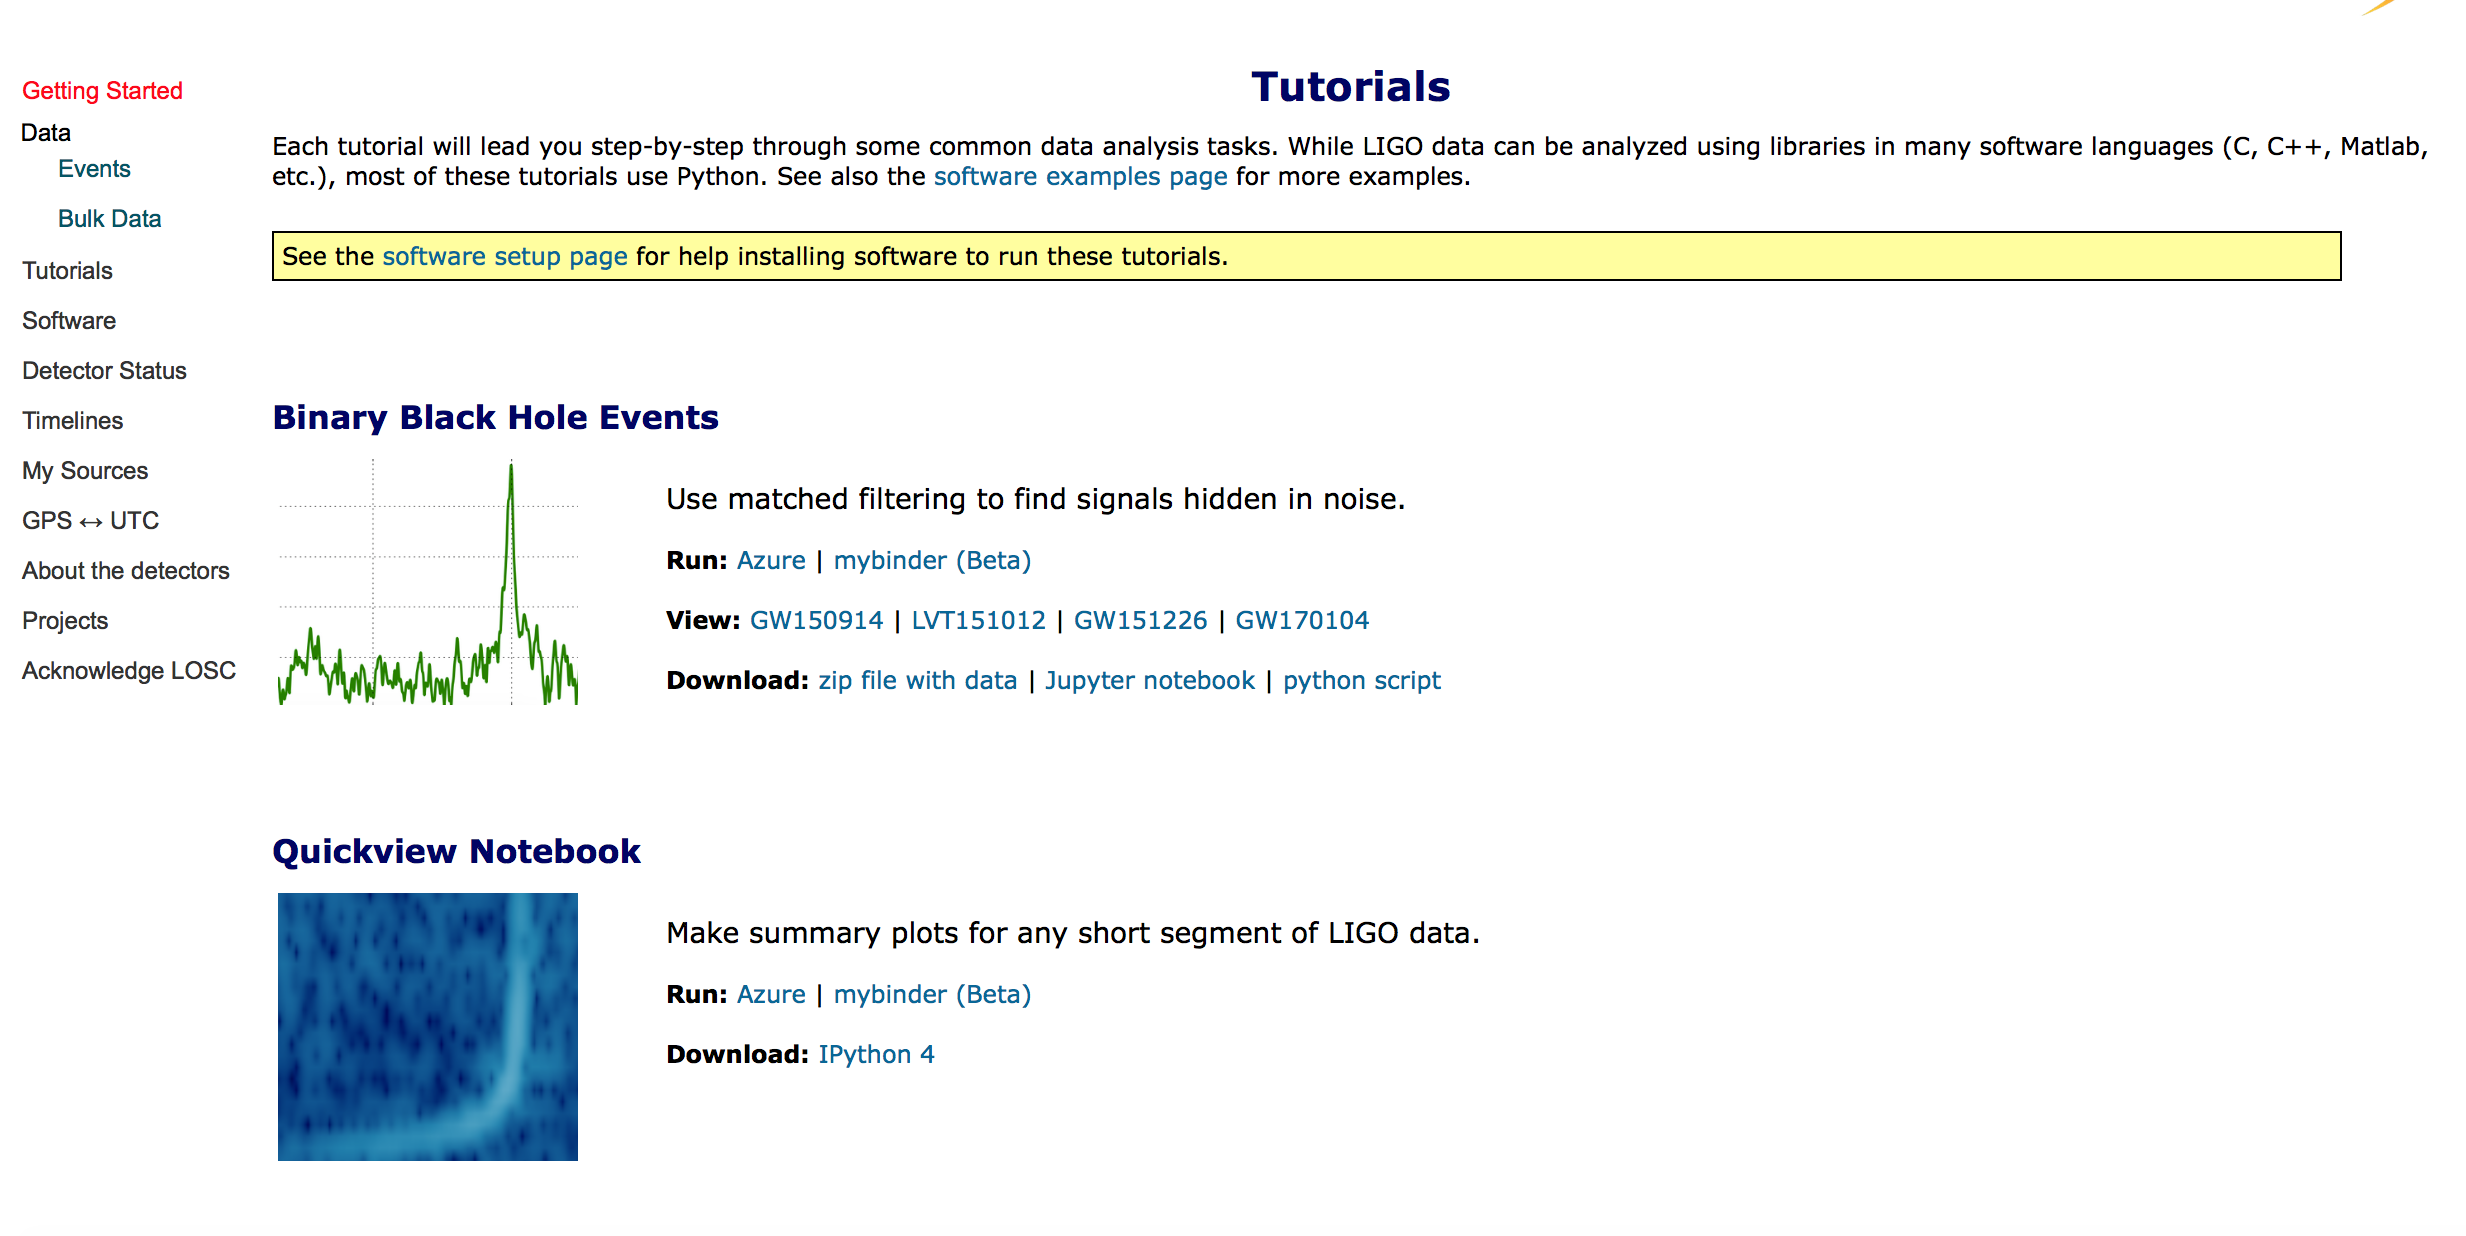 Getting Started
Data
Events
Bulk Data
Tutorials
Software
Detector Status
Timelines
My Sources
GPS ↔ UTC
About the detectors
Projects
Acknowledge LOSC
Tutorials
Each tutorial will lead you step-by-step through some common data analysis tasks. While LIGO data can be analyzed using libraries in many software languages (C, C++, Matlab,
etc.), most of these tutorials use Python. See also the software examples page for more examples.
See the software setup page for help installing software to run these tutorials.
Binary Black Hole Events
Use matched filtering to find signals hidden in noise.
Run: Azure | mybinder (Beta)
View: GW150914 | LVT151012 | GW151226 | GW170104
Download: zip file with data | Jupyter notebook | python script
Quickview Notebook
Make summary plots for any short segment of LIGO data.
Run: Azure | mybinder (Beta)
Download: IPython 4